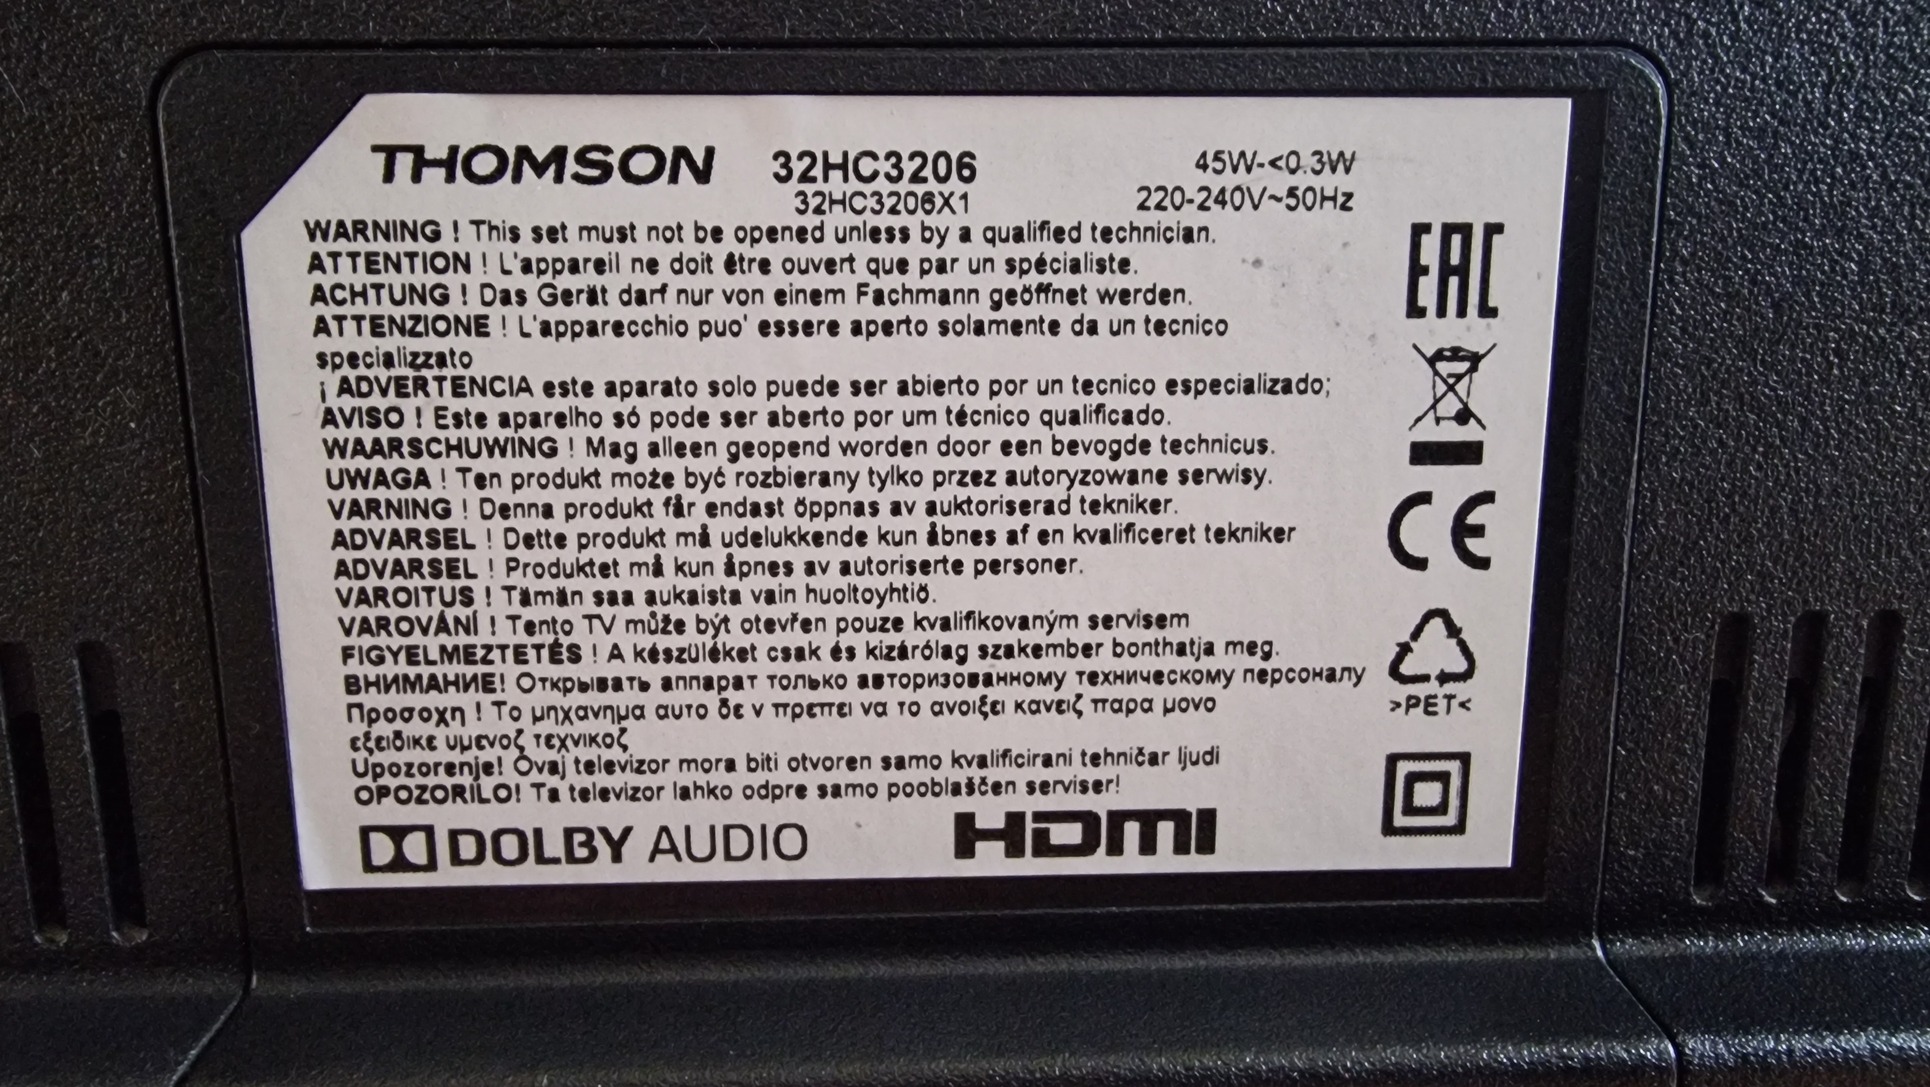 THOMSON 32HC3206 45W-<0.3W
32HC3206X1 220-240V~50Hz
WARNING ! This set must not be opened unless by a qualified technician.
ATTENTION ! L'appareil ne doit être ouvert que par un spécialiste.
ACHTUNG ! Das Gerät darf nur von einem Fachmann geöffnet werden.
ATTENZIONE ! L'apparecchio puo' essere aperto solamente da un tecnico
specializzato
¡ ADVERTENCIA este aparato solo puede ser abierto por un tecnico especializado;
AVISO ! Este aparelho só pode ser aberto por um técnico qualificado.
WAARSCHUWING ! Mag alleen geopend worden door een bevogde technicus.
UWAGA ! Ten produkt może być rozbierany tylko przez autoryzowane serwisy.
VARNING ! Denna produkt får endast öppnas av auktoriserad tekniker.
ADVARSEL ! Dette produkt må udelukkende kun åbnes af en kvalificeret tekniker
ADVARSEL ! Produktet må kun åpnes av autoriserte personer.
VAROITUS ! Tämän saa aukaista vain huoltoyhtiö.
VAROVÁNÍ ! Tento TV může být otevřen pouze kvalifikovaným servisem
FIGYELMEZTETÉS ! A készüléket csak és kizárólag szakember bonthatja meg.
ВНИМАНИЕ! Открывать аппарат только авторизованному техническому персоналу
Προσοχη ! Το μηχανημα αυτο δε ν πρεπει να το ανοιξει κανεις παρα μονο
εξειδικε υμενος τεχνικος
Upozorenje! Ovaj televizor mora biti otvoren samo kvalificirani tehničar ljudi
OPOZORILO! Ta televizor lahko odpre samo pooblaščen serviser!
DOLBY AUDIO HDMI
EAC
CE
>PET<